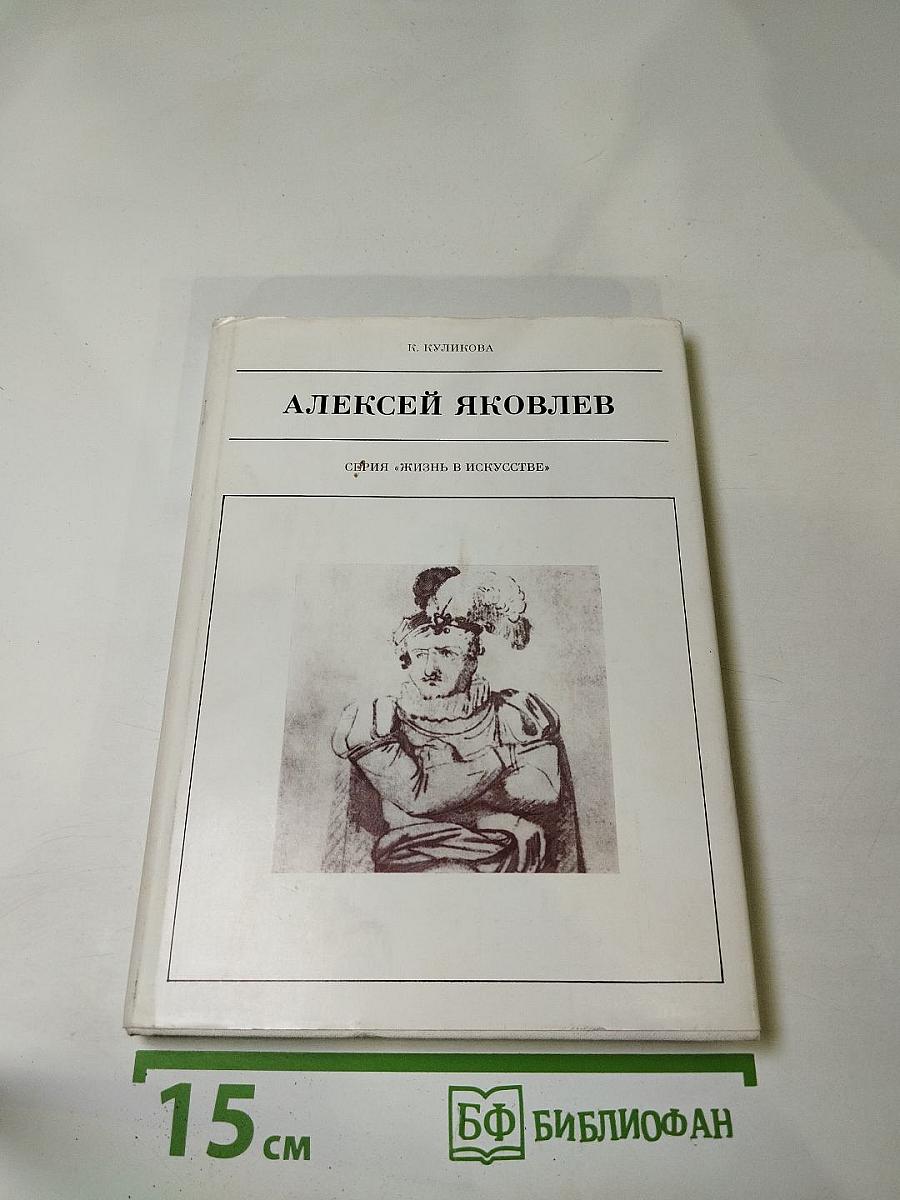 К. КУЛИКОВА
АЛЕКСЕЙ ЯКОВЛЕВ
СЕРИЯ «ЖИЗНЬ В ИСКУССТВЕ»
15 см
БФ БИБЛИОФАН